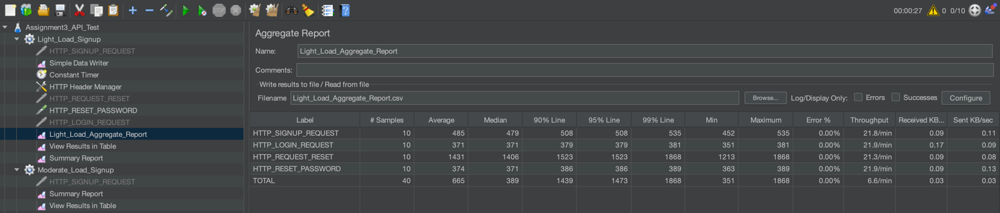 00:00:27 0 0/10
Assignment3_API_Test
Light_Load_Signup
HTTP_SIGNUP_REQUEST
Simple Data Writer
Constant Timer
HTTP Header Manager
HTTP_REQUEST_RESET
HTTP_RESET_PASSWORD
HTTP_LOGIN_REQUEST
Light_Load_Aggregate_Report
View Results in Table
Summary Report
Moderate_Load_Signup
HTTP_SIGNUP_REQUEST
Summary Report
View Results in Table
Aggregate Report
Name: Light_Load_Aggregate_Report
Comments:
Write results to file / Read from file
Filename Light_Load_Aggregate_Report.csv Browse... Log/Display Only: Errors Successes Configure
Label # Samples Average Median 90% Line 95% Line 99% Line Min Maximum Error % Throughput Received KB... Sent KB/sec
HTTP_SIGNUP_REQUEST 10 485 479 508 508 535 452 535 0.00% 21.8/min 0.09 0.11
HTTP_LOGIN_REQUEST 10 371 371 379 379 381 351 381 0.00% 21.9/min 0.17 0.09
HTTP_REQUEST_RESET 10 1431 1406 1523 1523 1868 1213 1868 0.00% 21.3/min 0.09 0.08
HTTP_RESET_PASSWORD 10 374 371 386 386 389 363 389 0.00% 21.9/min 0.09 0.13
TOTAL 40 665 389 1439 1473 1868 351 1868 0.00% 6.6/min 0.03 0.03